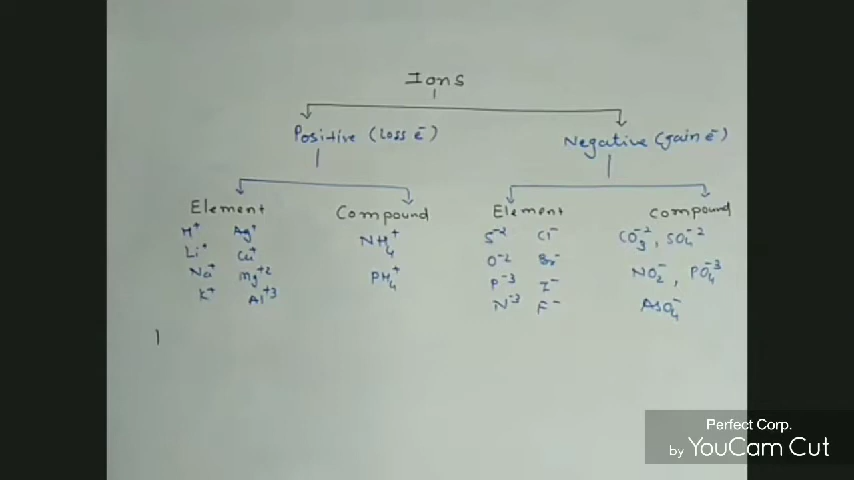 Ions
Positive (loss e⁻) Negative (gain e⁻)
Element Compound Element Compound
H⁺ Ag⁺ NH₄⁺ S⁻² Cl⁻ CO₃⁻², SO₄⁻²
Li⁺ Cu⁺ O⁻² Br⁻
Na⁺ Mg⁺² PH₄⁺ P⁻³ I⁻ NO₂⁻, PO₄⁻³
K⁺ Al⁺³ N⁻³ F⁻ AsO₄⁻
Perfect Corp.
by YouCam Cut